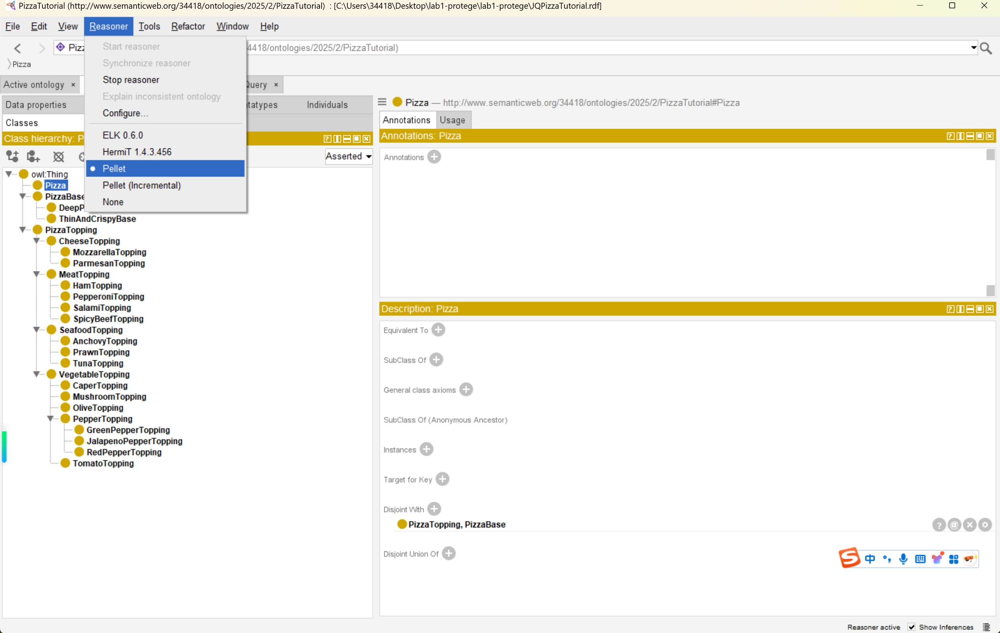 PizzaTutorial (http://www.semanticweb.org/34418/ontologies/2025/2/PizzaTutorial) : [C:\Users\34418\Desktop\lab1-protege\lab1-protege\JQPizzaTutorial.rdf]
File Edit View Reasoner Tools Refactor Window Help
4418/ontologies/2025/2/PizzaTutorial)
Pizza
Start reasoner
Synchronize reasoner
Stop reasoner
Explain inconsistent ontology
Configure...
ELK 0.6.0
HermiT 1.4.3.456
Pellet
Pellet (Incremental)
None
Active ontology × Query ×
Data properties tatypes Individuals
Classes
Class hierarchy: P
Asserted
owl:Thing
Pizza
PizzaBase
DeepP
ThinAndCrispyBase
PizzaTopping
CheeseTopping
MozzarellaTopping
ParmesanTopping
MeatTopping
HamTopping
PepperoniTopping
SalamiTopping
SpicyBeefTopping
SeafoodTopping
AnchovyTopping
PrawnTopping
TunaTopping
VegetableTopping
CaperTopping
MushroomTopping
OliveTopping
PepperTopping
GreenPepperTopping
JalapenoPepperTopping
RedPepperTopping
TomatoTopping
Pizza — http://www.semanticweb.org/34418/ontologies/2025/2/PizzaTutorial#Pizza
Annotations Usage
Annotations: Pizza
Annotations
Description: Pizza
Equivalent To
SubClass Of
General class axioms
SubClass Of (Anonymous Ancestor)
Instances
Target for Key
Disjoint With
PizzaTopping, PizzaBase
Disjoint Union Of
中
Reasoner active Show Inferences